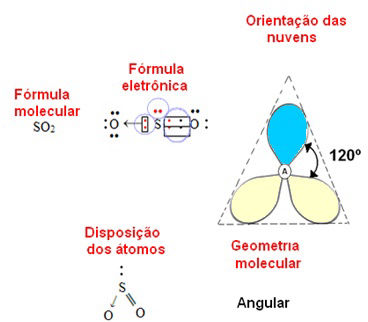 Orientação das
nuvens
Fórmula
molecular
SO₂
Fórmula
eletrônica
O S O
120º
A
Disposição
dos átomos
S
O O
Geometria
molecular
Angular